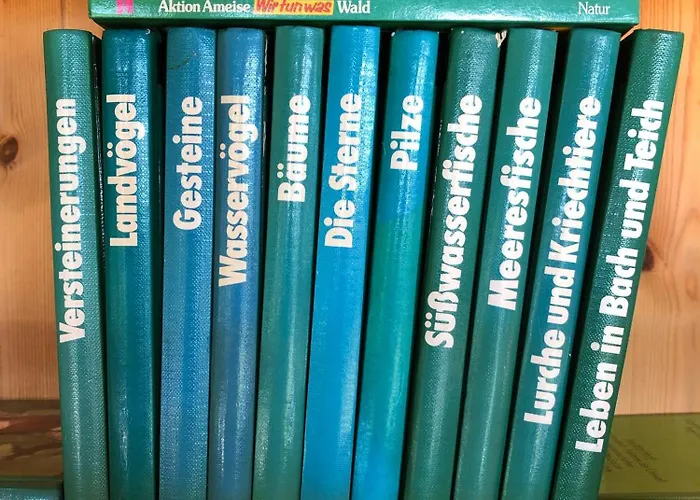 Aktion Ameise Wir tun was Wald Natur
Versteinerungen
Landvögel
Gesteine
Wasservögel
Bäume
Die Sterne
Pilze
Süßwasserfische
Meeresfische
Lurche und Kriechtiere
Leben in Bach und Teich